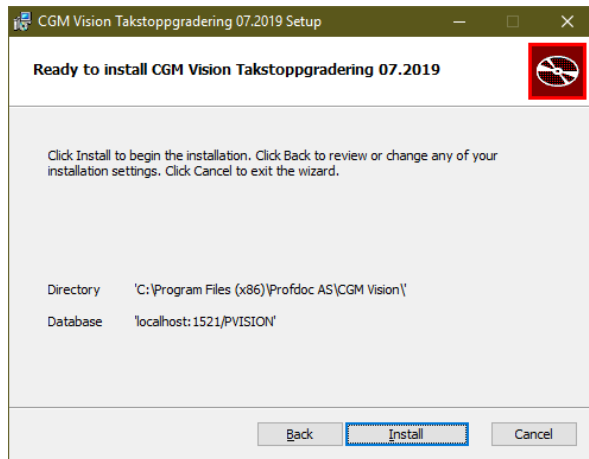 CGM Vision Takstoppgradering 07.2019 Setup
Ready to install CGM Vision Takstoppgradering 07.2019
Click Install to begin the installation. Click Back to review or change any of your
installation settings. Click Cancel to exit the wizard.
Directory 'C:\Program Files (x86)\Profdoc AS\CGM Vision\'
Database 'localhost:1521/PVISION'
Back Install Cancel